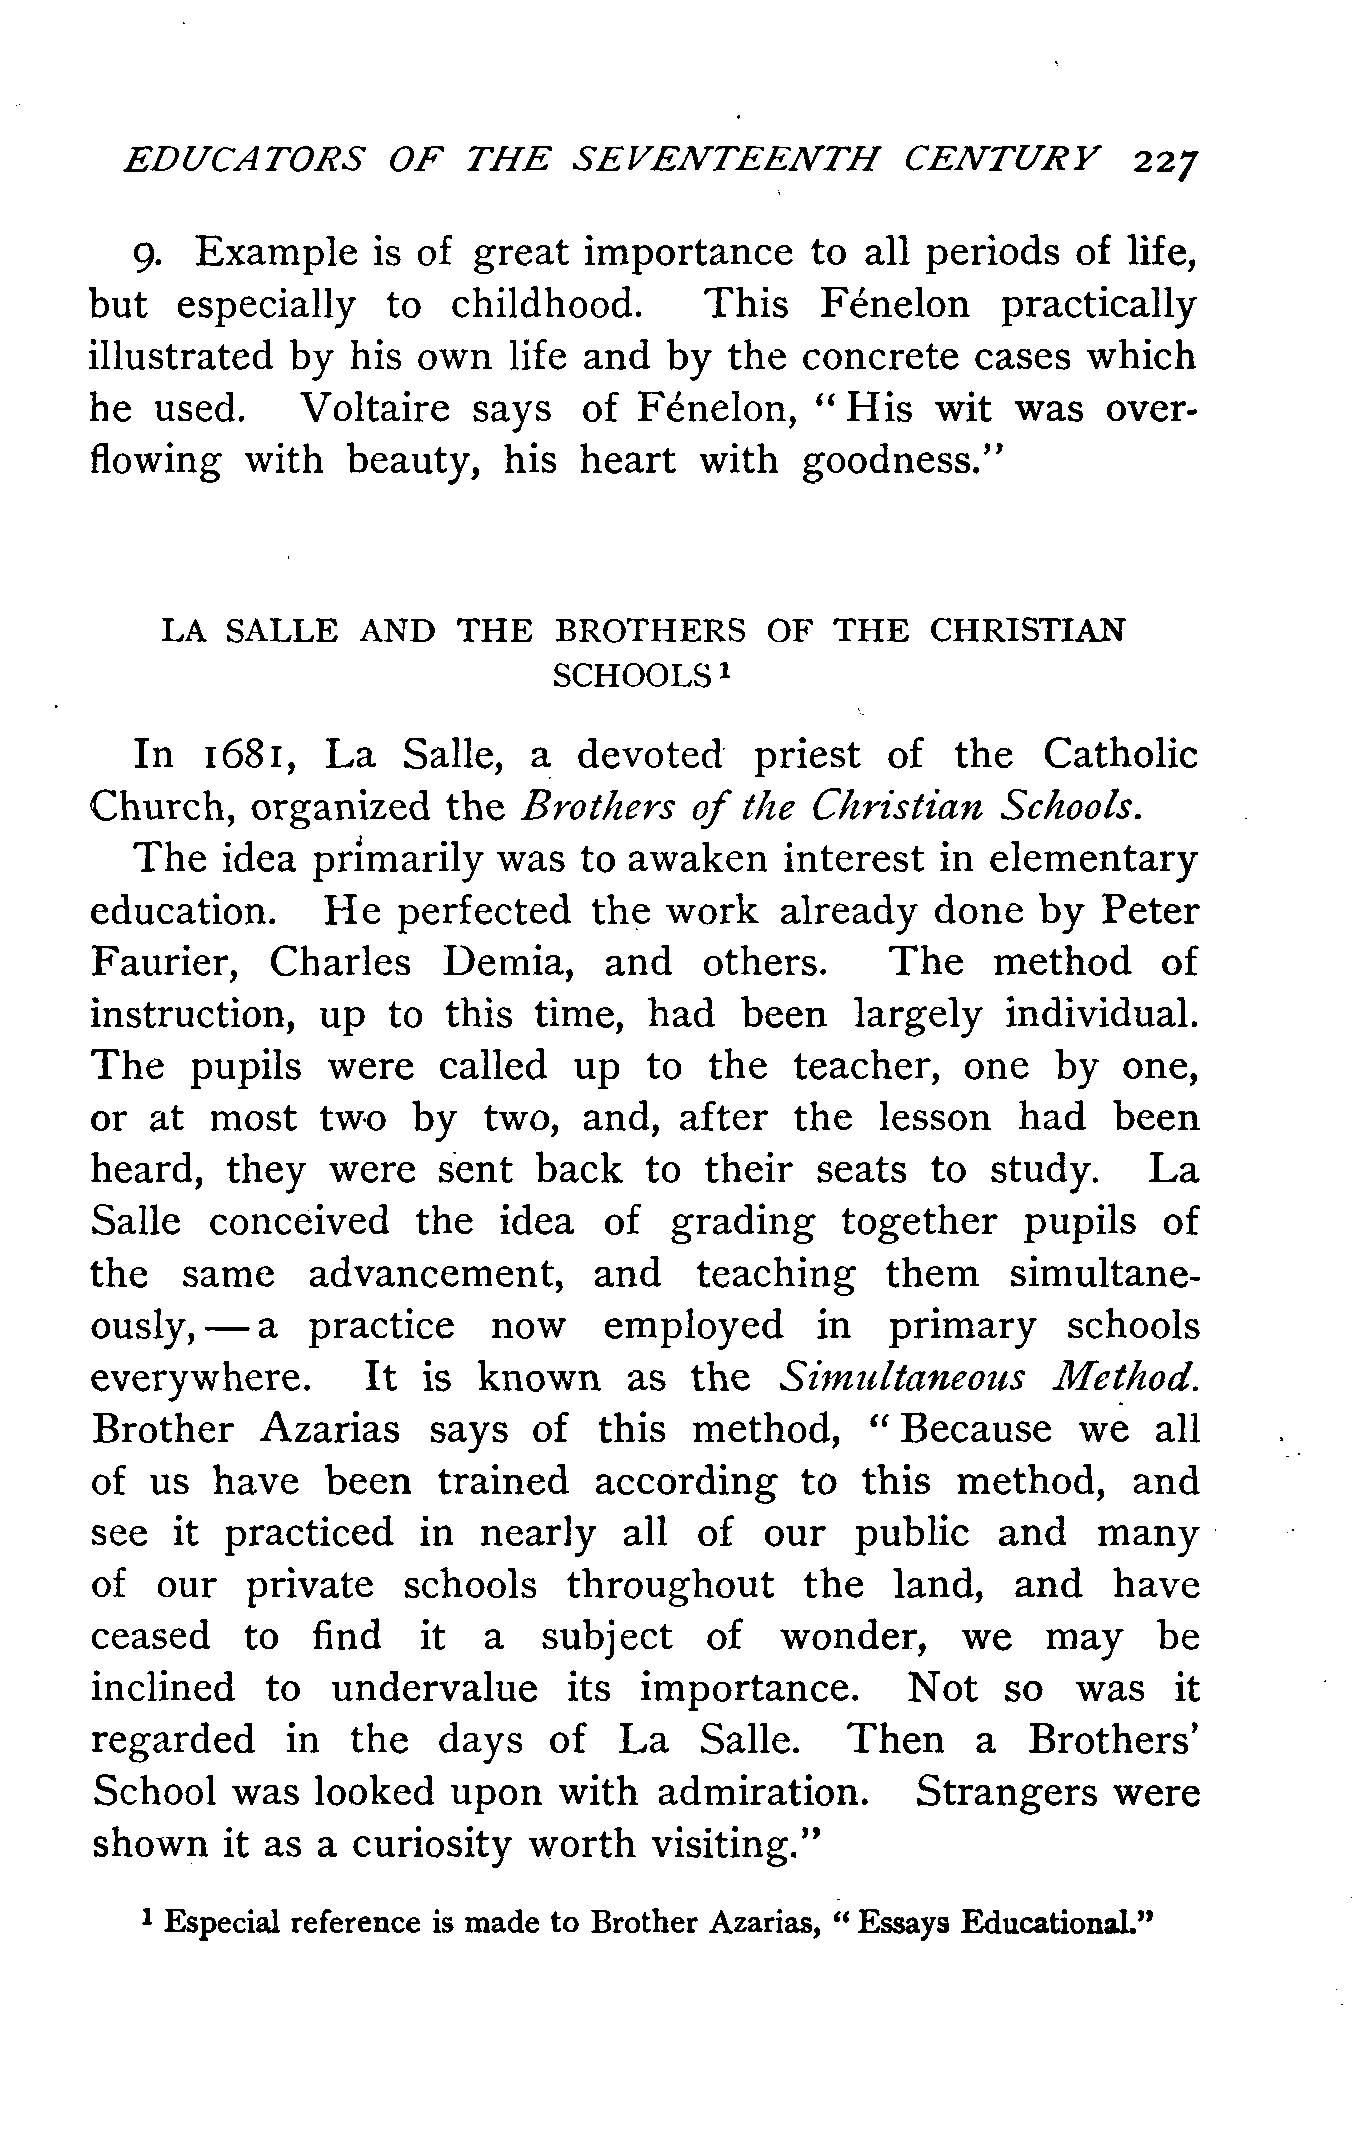 EDUCATORS OF THE SEVENTEENTH CENTURY 227
9. Example is of great importance to all periods of life,
but especially to childhood. This Fénelon practically
illustrated by his own life and by the concrete cases which
he used. Voltaire says of Fénelon, “ His wit was over-
flowing with beauty, his heart with goodness.”
LA SALLE AND THE BROTHERS OF THE CHRISTIAN
SCHOOLS ¹
In 1681, La Salle, a devoted priest of the Catholic
Church, organized the Brothers of the Christian Schools.
The idea primarily was to awaken interest in elementary
education. He perfected the work already done by Peter
Faurier, Charles Demia, and others. The method of
instruction, up to this time, had been largely individual.
The pupils were called up to the teacher, one by one,
or at most two by two, and, after the lesson had been
heard, they were sent back to their seats to study. La
Salle conceived the idea of grading together pupils of
the same advancement, and teaching them simultane-
ously, — a practice now employed in primary schools
everywhere. It is known as the Simultaneous Method.
Brother Azarias says of this method, “ Because we all
of us have been trained according to this method, and
see it practiced in nearly all of our public and many
of our private schools throughout the land, and have
ceased to find it a subject of wonder, we may be
inclined to undervalue its importance. Not so was it
regarded in the days of La Salle. Then a Brothers’
School was looked upon with admiration. Strangers were
shown it as a curiosity worth visiting.”
¹ Especial reference is made to Brother Azarias, “ Essays Educational.”